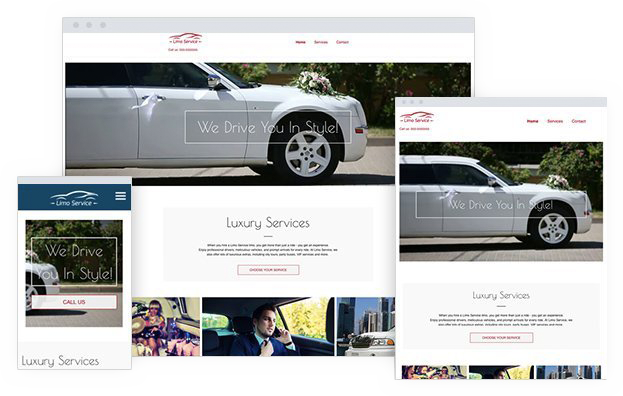 Limo Service
Call us: 000-0000000
Home Services Contact
We Drive You In Style!
Luxury Services
When you hire a Limo Service limo, you get more than just a ride - you get an experience.
Enjoy professional drivers, meticulous vehicles, and prompt arrivals for every ride. At Limo Service, we
also offer lots of luxurious extras, including city tours, party buses, VIP services and more.
CHOOSE YOUR SERVICE
Limo Service
We Drive
You In Style!
CALL US
Luxury Services
Limo Service
Call us: 000-0000000
Home Services Contact
We Drive You In Style!
Luxury Services
When you hire a Limo Service limo, you get more than just a ride - you get an experience.
Enjoy professional drivers, meticulous vehicles, and prompt arrivals for every ride. At Limo Service, we
also offer lots of luxurious extras, including city tours, party buses, VIP services and more.
CHOOSE YOUR SERVICE